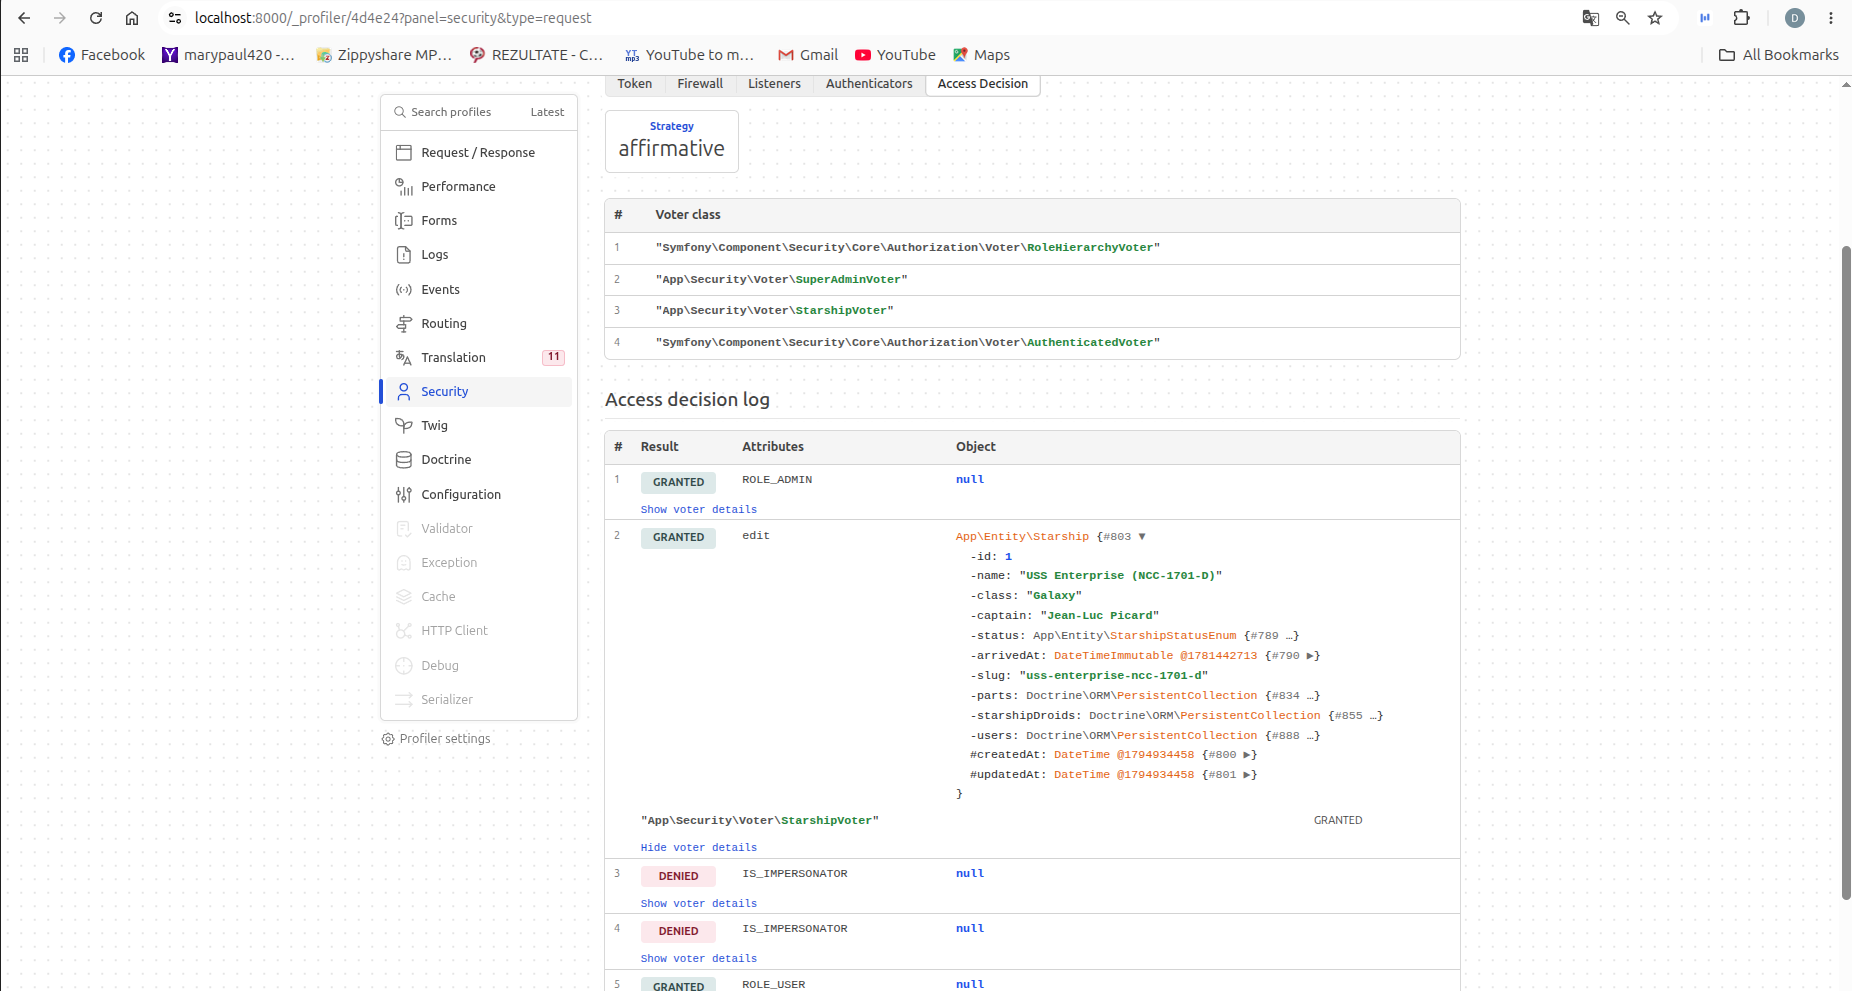 localhost:8000/_profiler/4d4e24?panel=security&type=request
D
Facebook
marypaul420 -...
Zippyshare MP...
REZULTATE - C...
YouTube to m...
Gmail
YouTube
Maps
All Bookmarks
Token Firewall Listeners Authenticators Access Decision
Search profiles Latest
Request / Response
Performance
Forms
Logs
Events
Routing
Translation 11
Security
Twig
Doctrine
Configuration
Validator
Exception
Cache
HTTP Client
Debug
Serializer
Profiler settings
Strategy
affirmative
# Voter class
1 "Symfony\Component\Security\Core\Authorization\Voter\RoleHierarchyVoter"
2 "App\Security\Voter\SuperAdminVoter"
3 "App\Security\Voter\StarshipVoter"
4 "Symfony\Component\Security\Core\Authorization\Voter\AuthenticatedVoter"
Access decision log
# Result Attributes Object
1 GRANTED ROLE_ADMIN null
Show voter details
2 GRANTED edit App\Entity\Starship {#803 ▼
-id: 1
-name: "USS Enterprise (NCC-1701-D)"
-class: "Galaxy"
-captain: "Jean-Luc Picard"
-status: App\Entity\StarshipStatusEnum {#789 …}
-arrivedAt: DateTimeImmutable @1781442713 {#790 ▶}
-slug: "uss-enterprise-ncc-1701-d"
-parts: Doctrine\ORM\PersistentCollection {#834 …}
-starshipDroids: Doctrine\ORM\PersistentCollection {#855 …}
-users: Doctrine\ORM\PersistentCollection {#888 …}
#createdAt: DateTime @1794934458 {#800 ▶}
#updatedAt: DateTime @1794934458 {#801 ▶}
}
"App\Security\Voter\StarshipVoter" GRANTED
Hide voter details
3 DENIED IS_IMPERSONATOR null
Show voter details
4 DENIED IS_IMPERSONATOR null
Show voter details
5 GRANTED ROLE_USER null